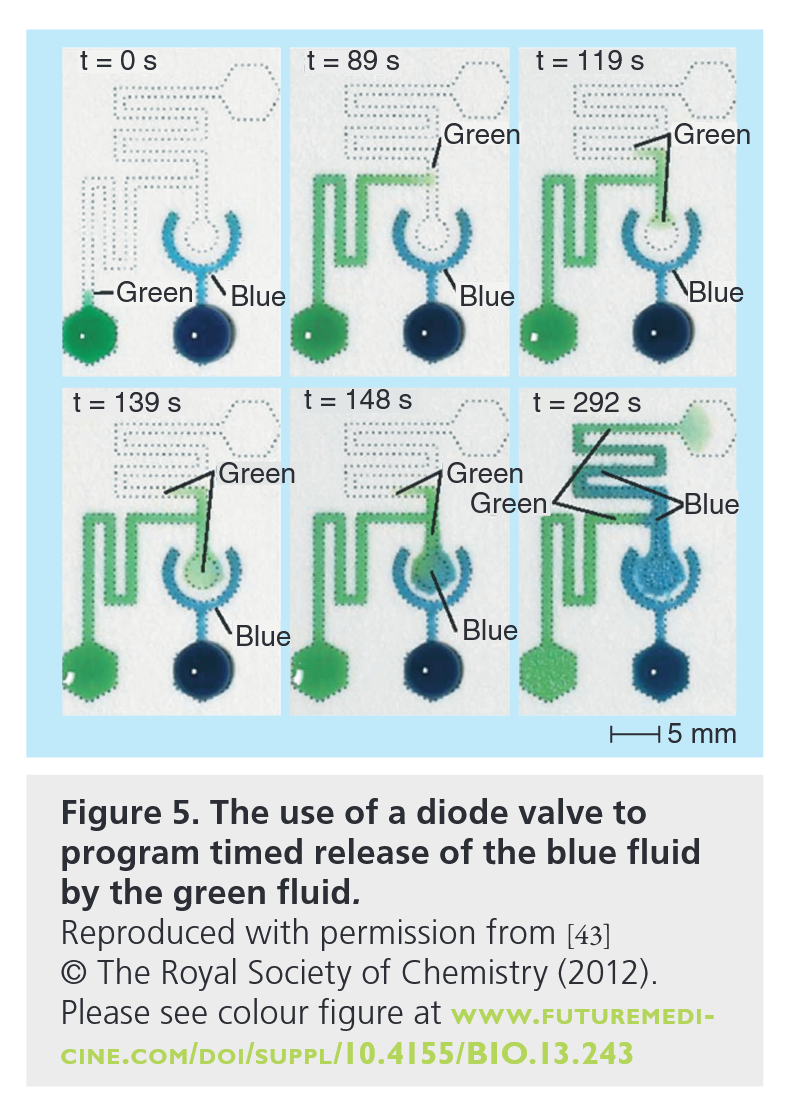 t = 0 s
Green
Blue
t = 89 s
Green
Blue
t = 119 s
Green
Blue
t = 139 s
Green
Blue
t = 148 s
Green
Blue
t = 292 s
Green
Blue
5 mm
Figure 5. The use of a diode valve to
program timed release of the blue fluid
by the green fluid.
Reproduced with permission from [43]
© The Royal Society of Chemistry (2012).
Please see colour figure at www.futuremedi-
cine.com/doi/suppl/10.4155/BIO.13.243